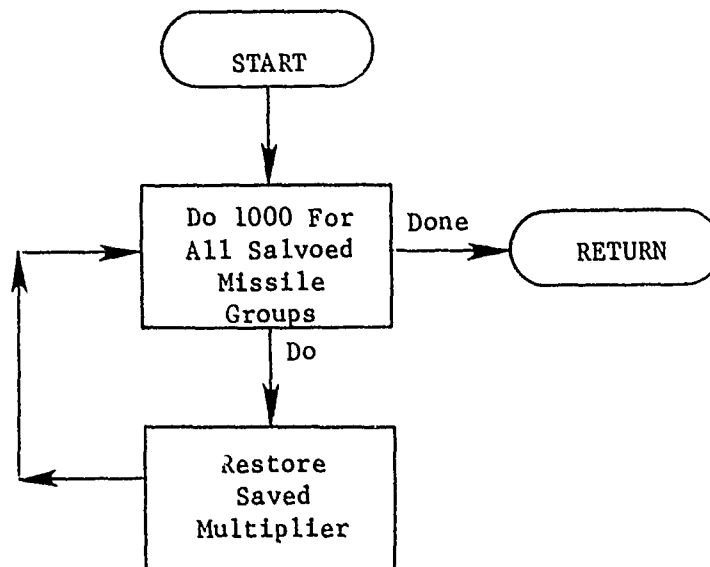 START
Do 1000 For
All Salvoed
Missile
Groups
Done
RETURN
Do
Restore
Saved
Multiplier